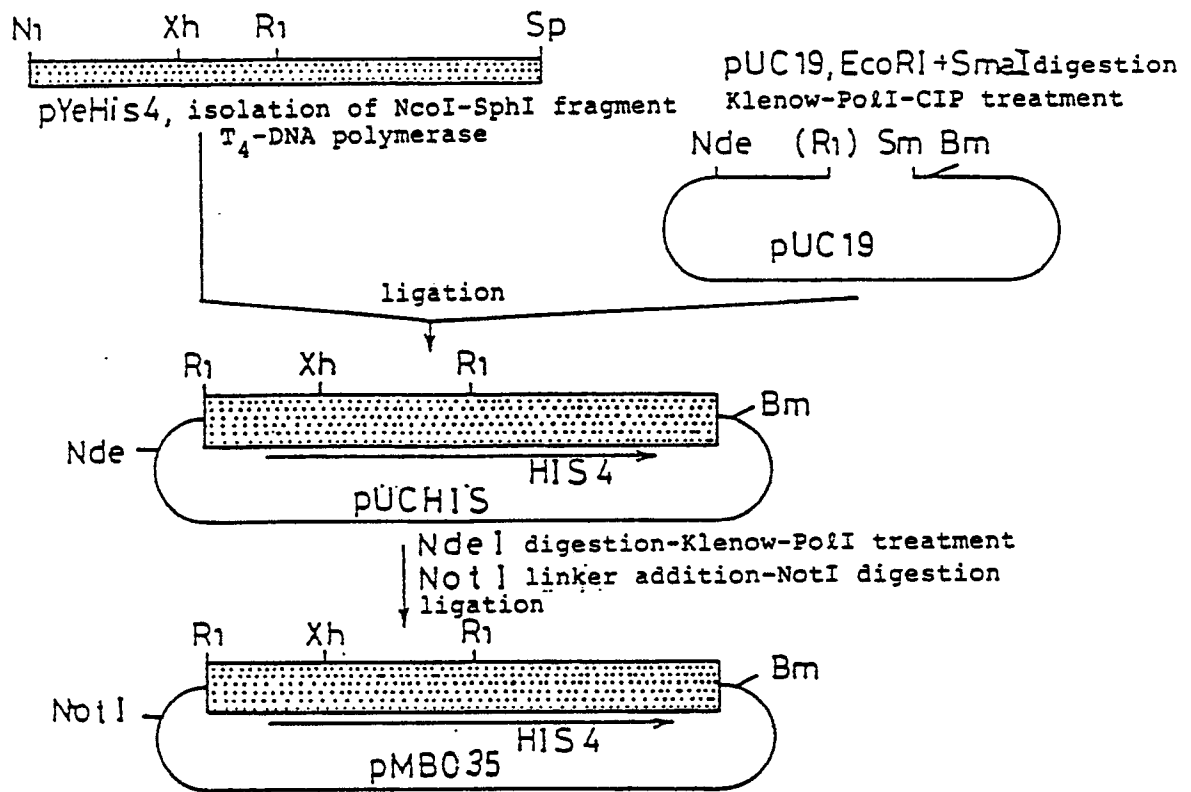 N1 Xh R1 Sp
pYeHis4, isolation of NcoI-SphI fragment
T4-DNA polymerase
pUC19, EcoRI+SmaI digestion
Klenow-PolI-CIP treatment
Nde (R1) Sm Bm
pUC19
ligation
R1 Xh R1 Bm
Nde
HIS4
pUCHIS
NdeI digestion-Klenow-PolI treatment
NotI linker addition-NotI digestion
ligation
R1 Xh R1 Bm
NotI
HIS4
pMB035